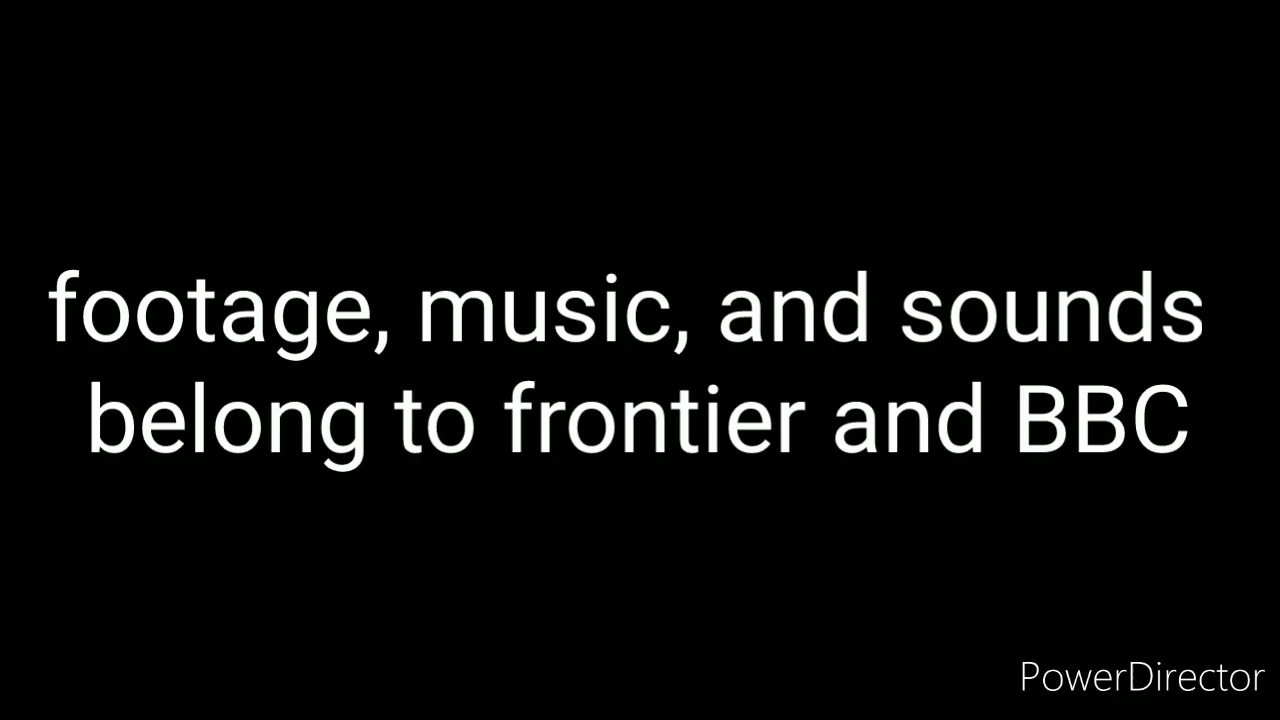 footage, music, and sounds
belong to frontier and BBC
PowerDirector